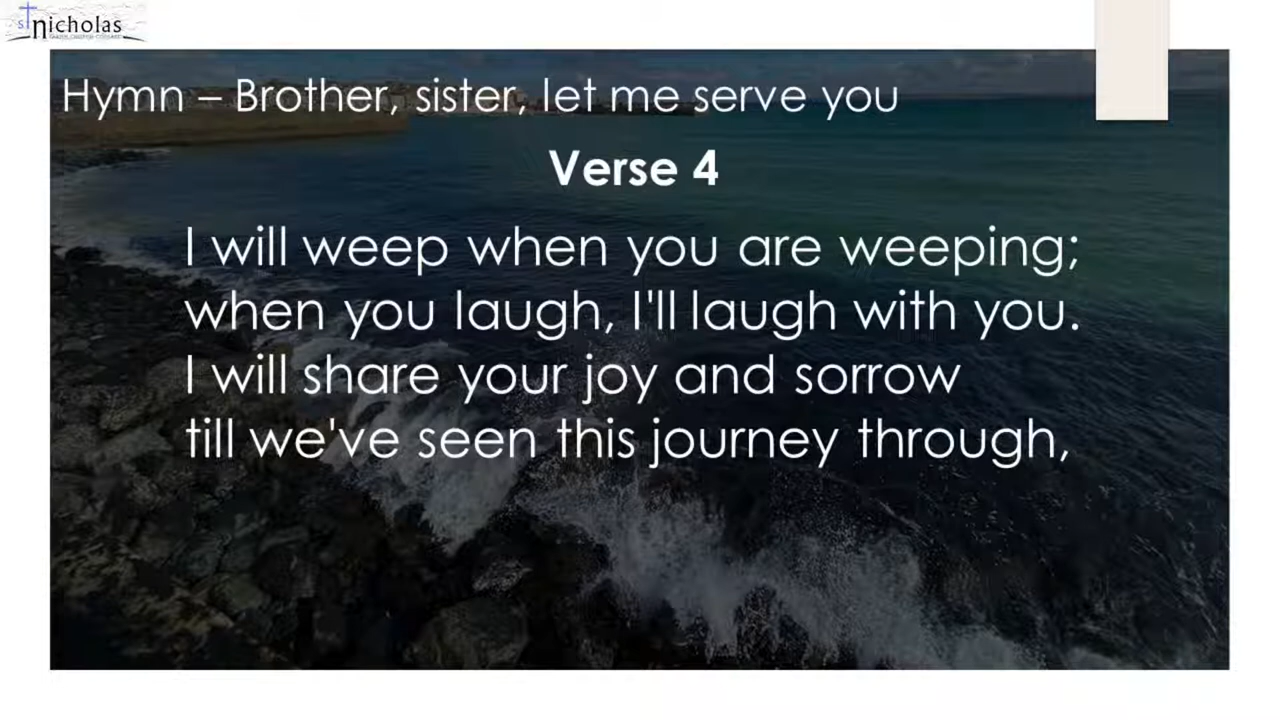 st nicholas
Hymn – Brother, sister, let me serve you
Verse 4
I will weep when you are weeping;
when you laugh, I'll laugh with you.
I will share your joy and sorrow
till we've seen this journey through,